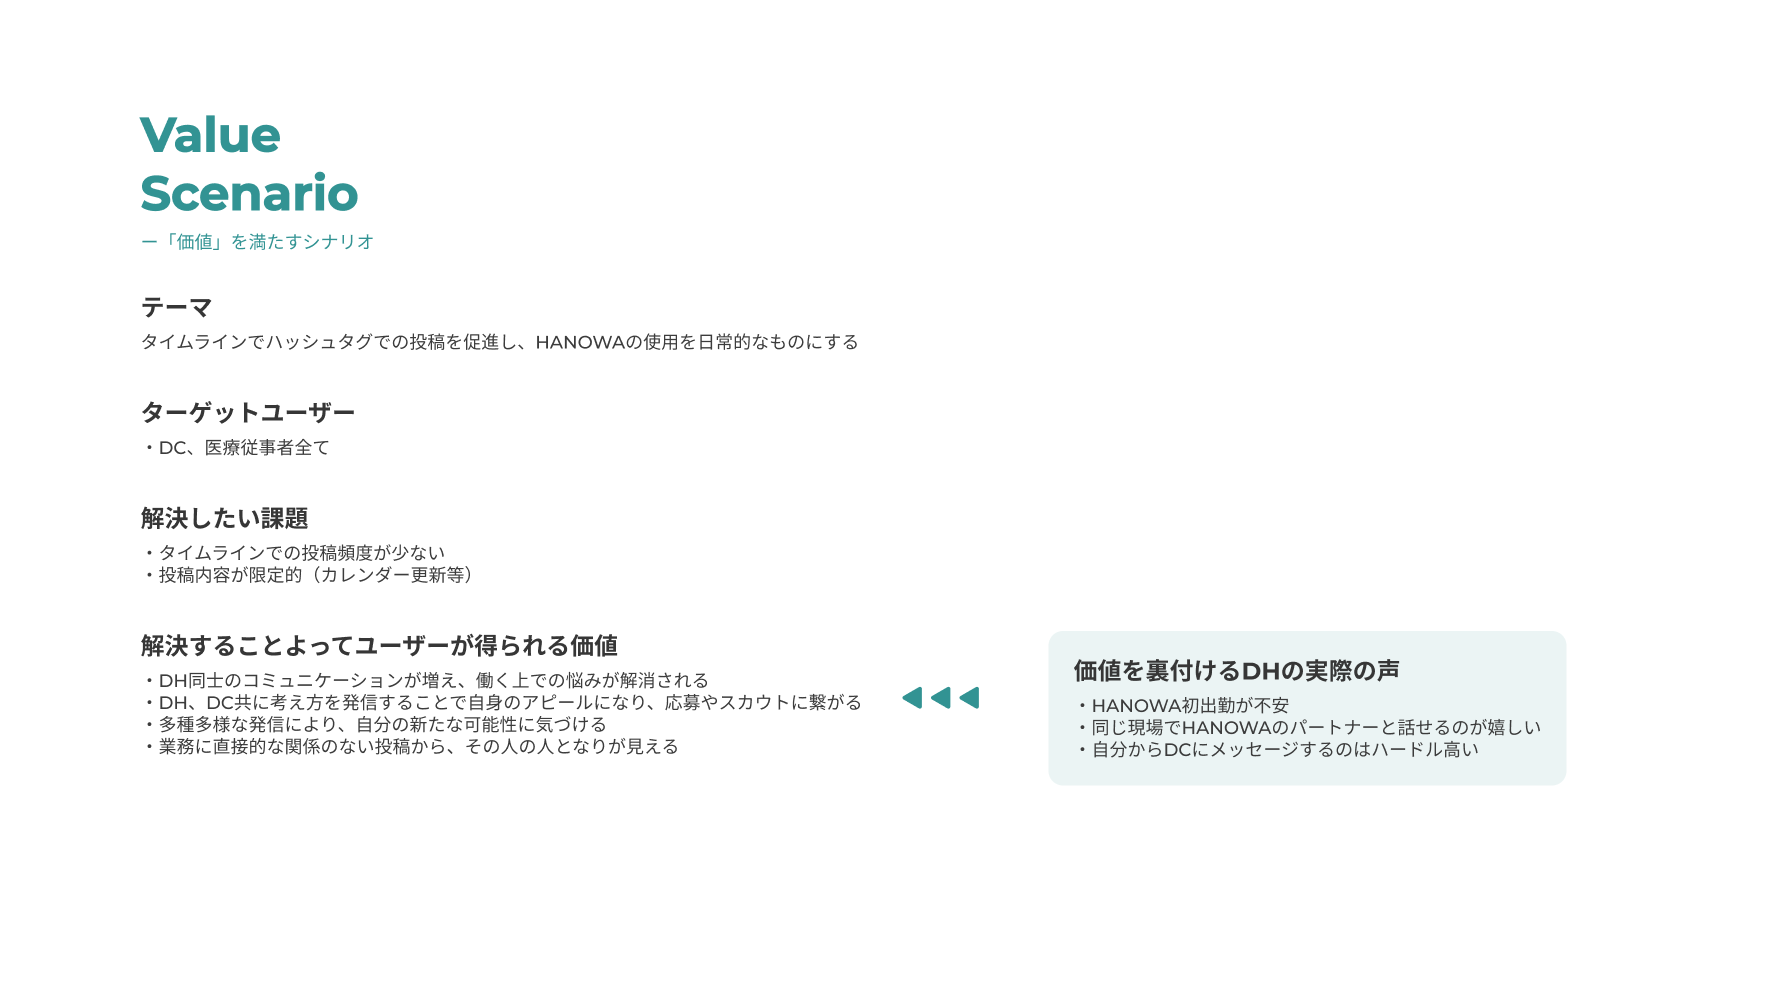 Value
Scenario
ー「価値」を満たすシナリオ
テーマ
タイムラインでハッシュタグでの投稿を促進し、HANOWAの使用を日常的なものにする
ターゲットユーザー
・DC、医療従事者全て
解決したい課題
・タイムラインでの投稿頻度が少ない
・投稿内容が限定的（カレンダー更新等）
解決することよってユーザーが得られる価値
・DH同士のコミュニケーションが増え、働く上での悩みが解消される
・DH、DC共に考え方を発信することで自身のアピールになり、応募やスカウトに繋がる
・多種多様な発信により、自分の新たな可能性に気づける
・業務に直接的な関係のない投稿から、その人の人となりが見える
価値を裏付けるDHの実際の声
・HANOWA初出勤が不安
・同じ現場でHANOWAのパートナーと話せるのが嬉しい
・自分からDCにメッセージするのはハードル高い